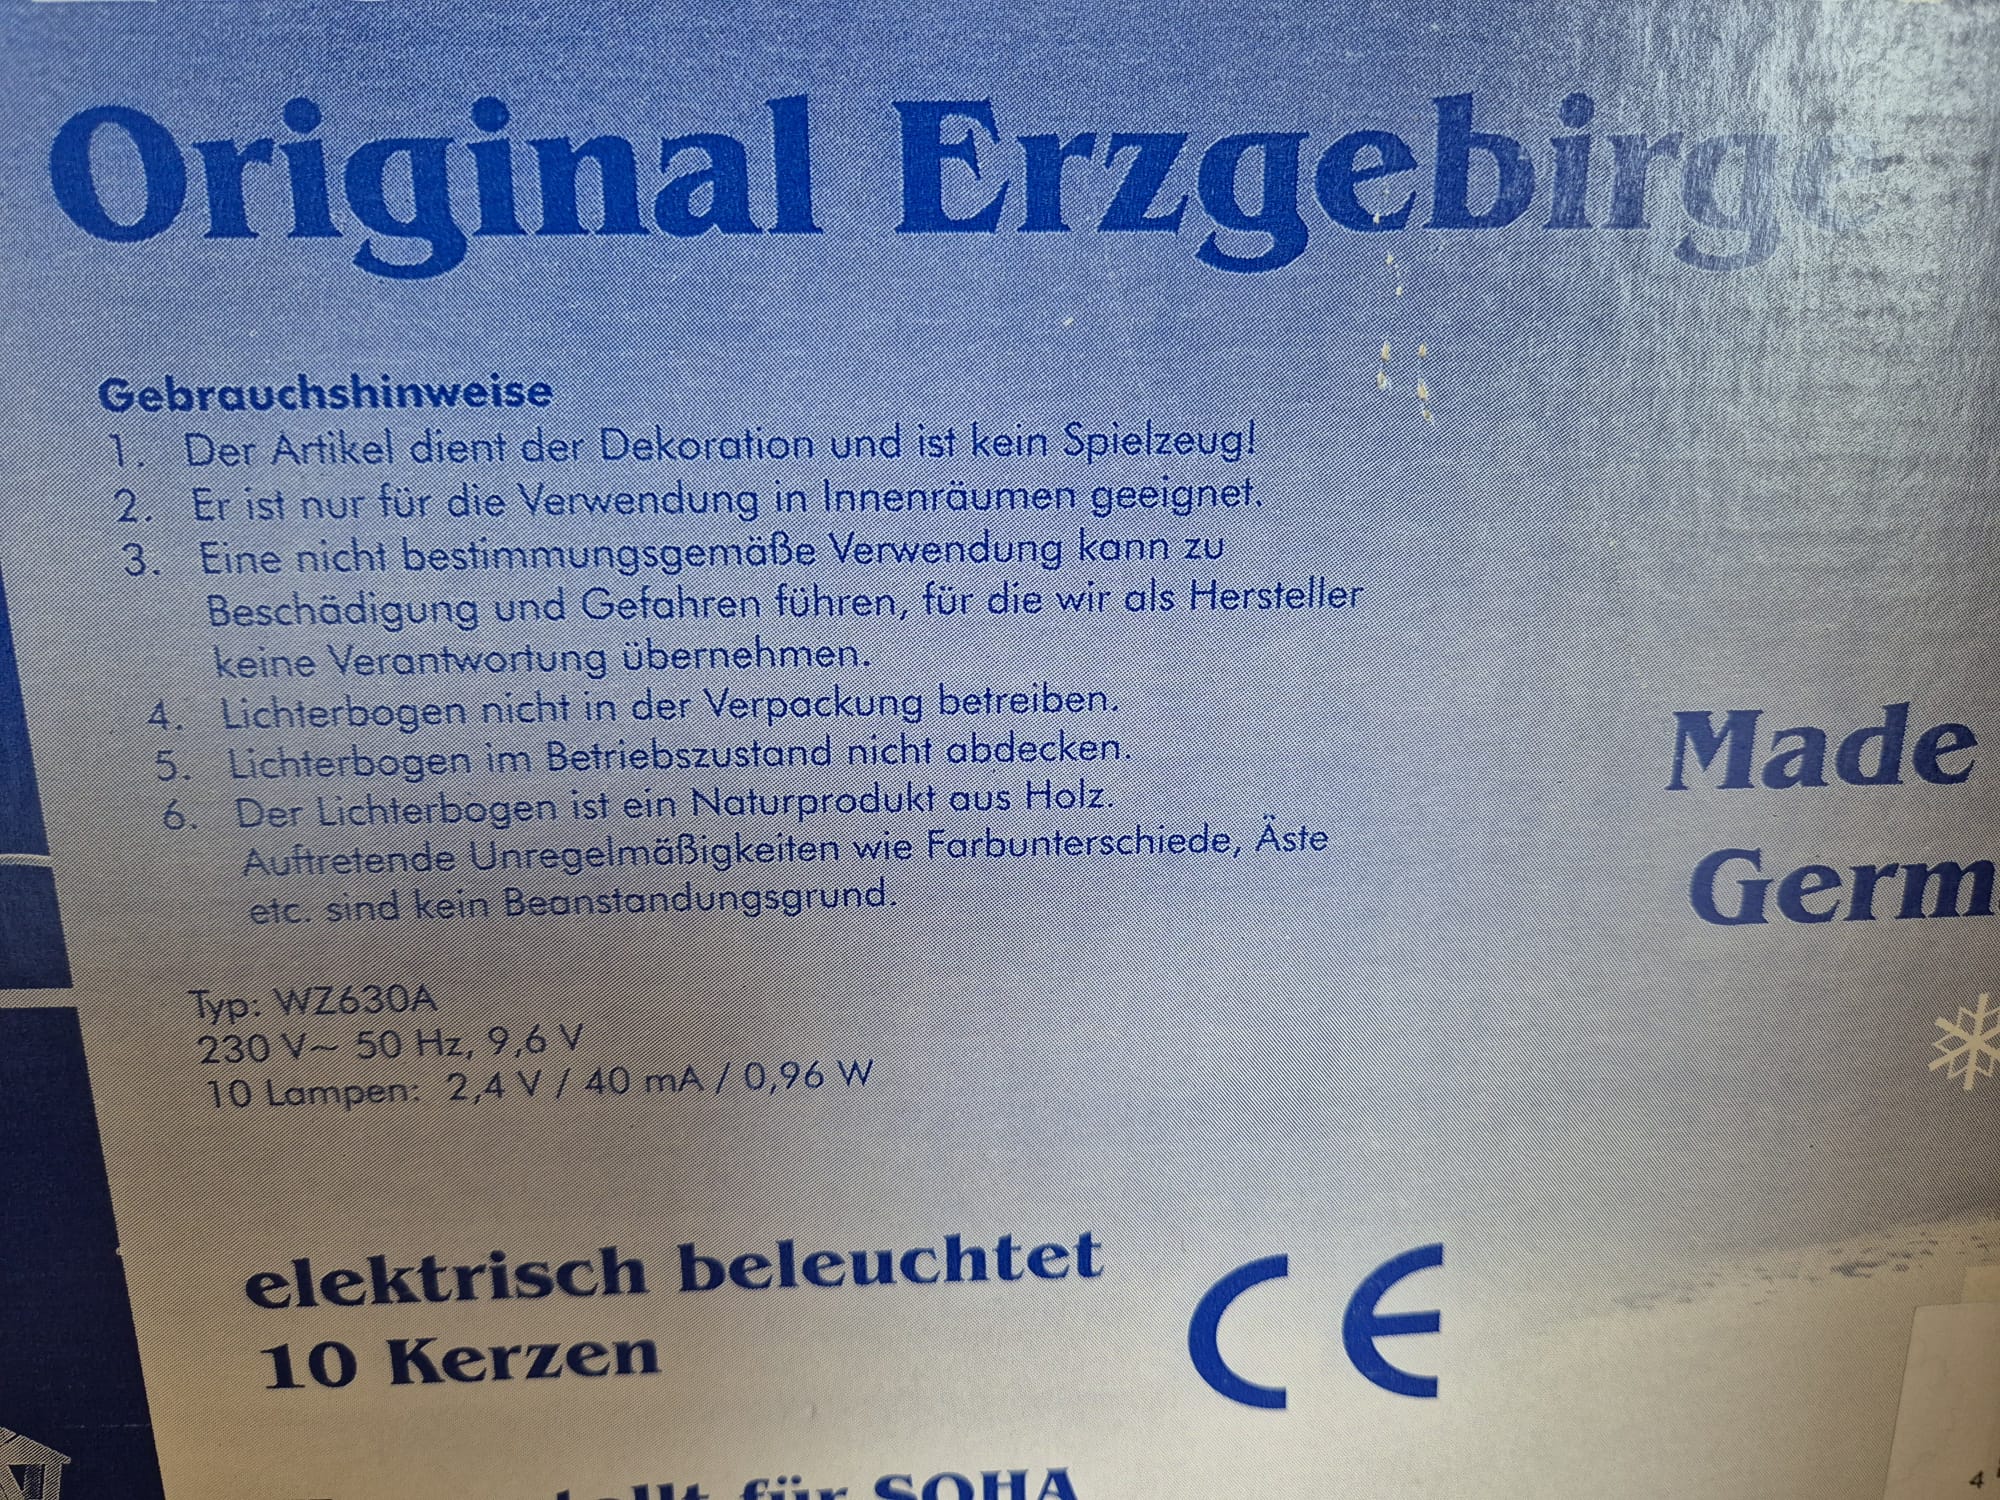 Original Erzgebirge
Gebrauchshinweise
1. Der Artikel dient der Dekoration und ist kein Spielzeug!
2. Er ist nur für die Verwendung in Innenräumen geeignet.
3. Eine nicht bestimmungsgemäße Verwendung kann zu
Beschädigung und Gefahren führen, für die wir als Hersteller
keine Verantwortung übernehmen.
4. Lichterbogen nicht in der Verpackung betreiben.
5. Lichterbogen im Betriebszustand nicht abdecken.
6. Der Lichterbogen ist ein Naturprodukt aus Holz.
Auftretende Unregelmäßigkeiten wie Farbunterschiede, Äste
etc. sind kein Beanstandungsgrund.
Made
Germ
Typ: WZ630A
230 V~ 50 Hz, 9,6 V
10 Lampen: 2,4 V / 40 mA / 0,96 W
elektrisch beleuchtet
10 Kerzen
CE
für SOHA
4